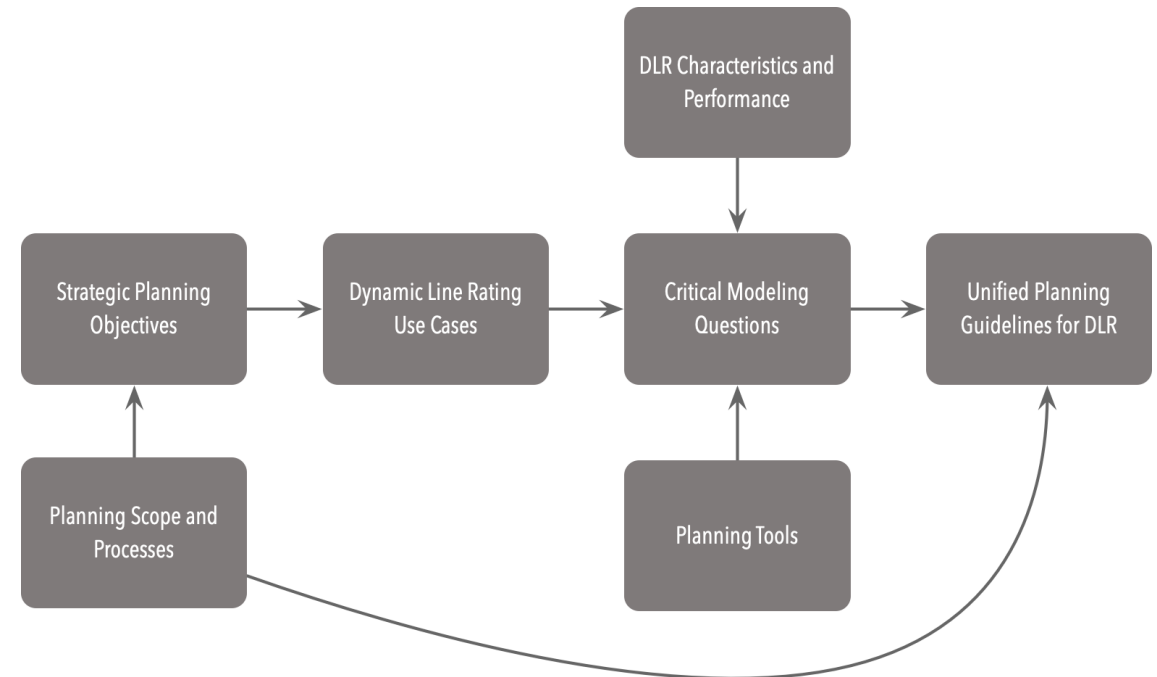 DLR Characteristics and
Performance
Strategic Planning
Objectives
Dynamic Line Rating
Use Cases
Critical Modeling
Questions
Unified Planning
Guidelines for DLR
Planning Scope and
Processes
Planning Tools